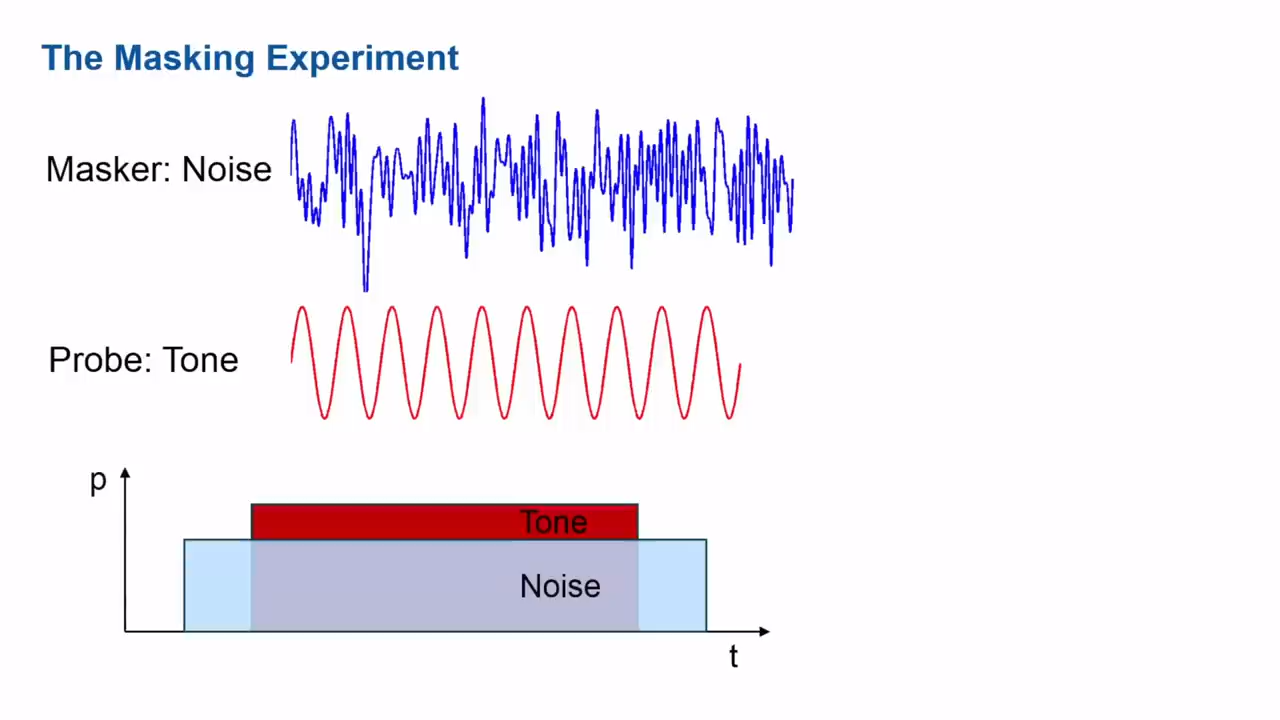 The Masking Experiment
Masker: Noise
Probe: Tone
p
Tone
Noise
t